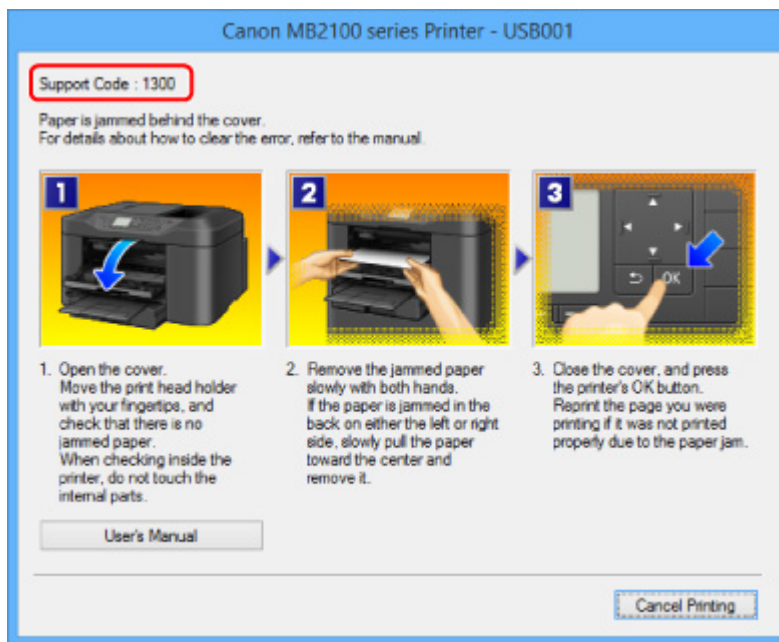 Canon MB2100 series Printer - USB001
Support Code : 1300
Paper is jammed behind the cover.
For details about how to clear the error, refer to the manual.
1
2
3
OK
1. Open the cover.
Move the print head holder
with your fingertips, and
check that there is no
jammed paper.
When checking inside the
printer, do not touch the
internal parts.
2. Remove the jammed paper
slowly with both hands.
If the paper is jammed in the
back on either the left or right
side, slowly pull the paper
toward the center and
remove it.
3. Close the cover, and press
the printer's OK button.
Reprint the page you were
printing if it was not printed
properly due to the paper jam.
User's Manual
Cancel Printing